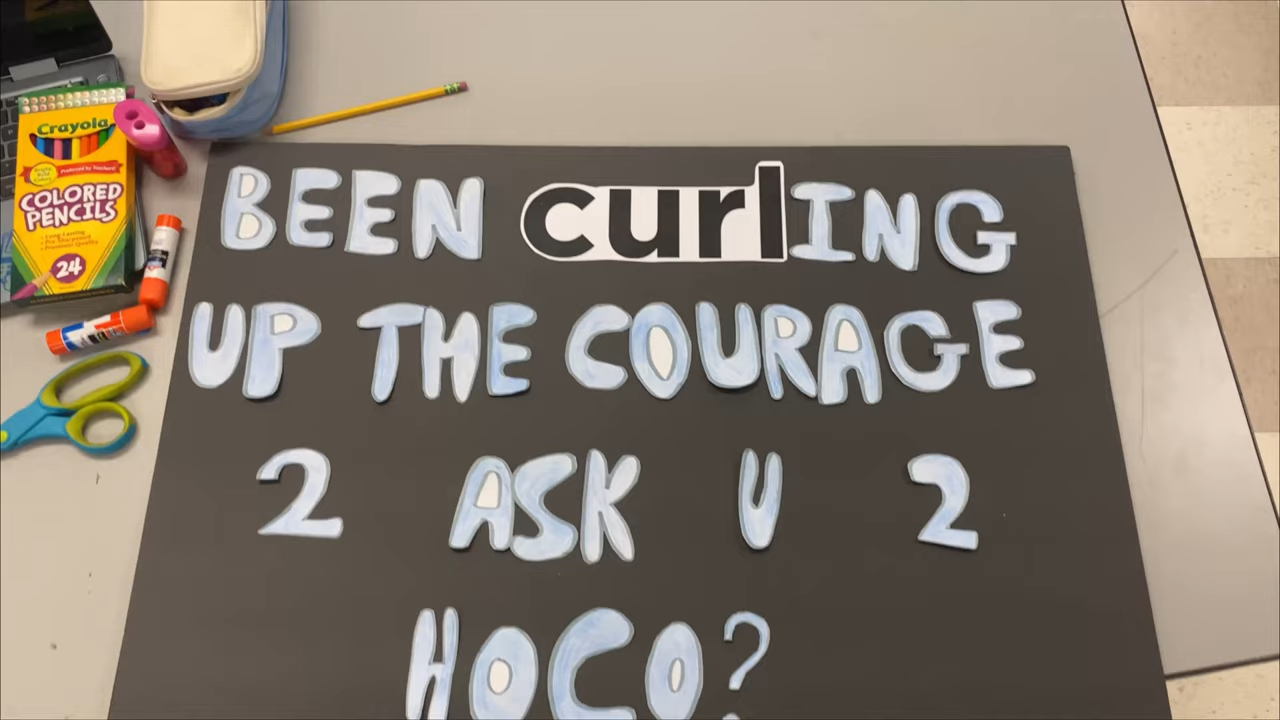 BEEN curlING
UP THE COURAGE
2 ASK U 2
HOCO?
Crayola
COLORED
PENCILS
24